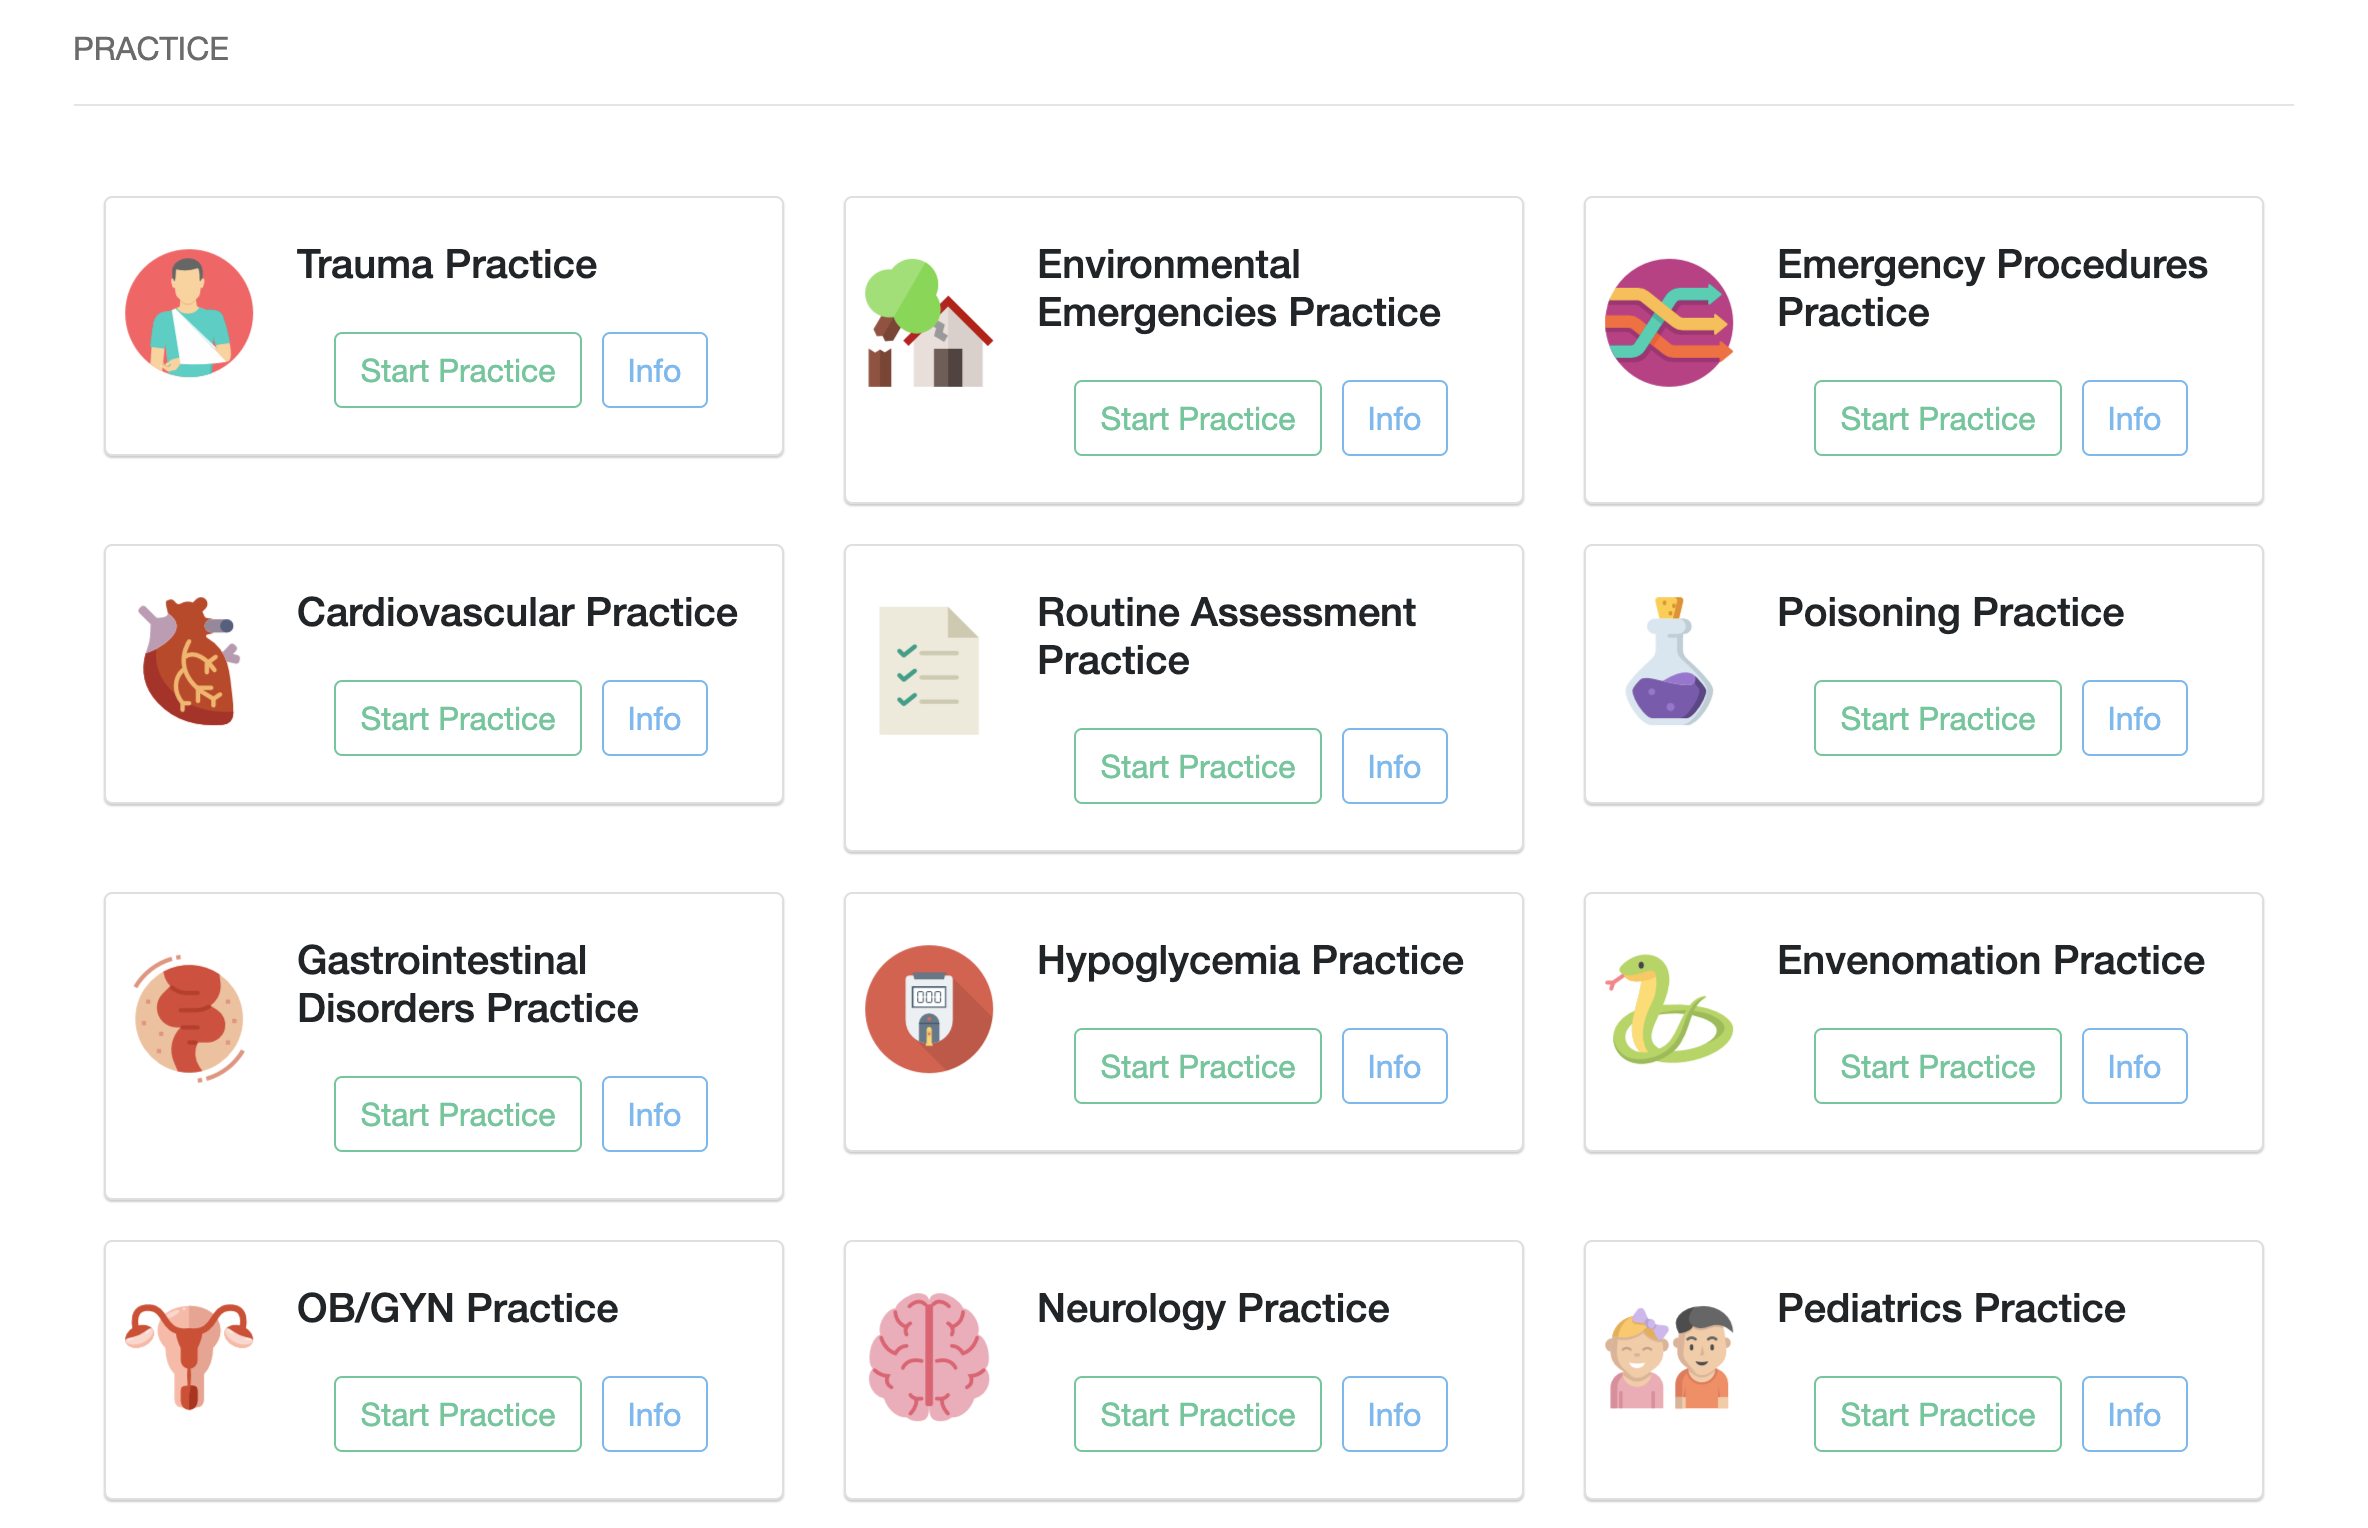 PRACTICE
Trauma Practice
Start Practice
Info
Environmental
Emergencies Practice
Start Practice
Info
Emergency Procedures
Practice
Start Practice
Info
Cardiovascular Practice
Start Practice
Info
Routine Assessment
Practice
Start Practice
Info
Poisoning Practice
Start Practice
Info
Gastrointestinal
Disorders Practice
Start Practice
Info
Hypoglycemia Practice
000
Start Practice
Info
Envenomation Practice
Start Practice
Info
OB/GYN Practice
Start Practice
Info
Neurology Practice
Start Practice
Info
Pediatrics Practice
Start Practice
Info